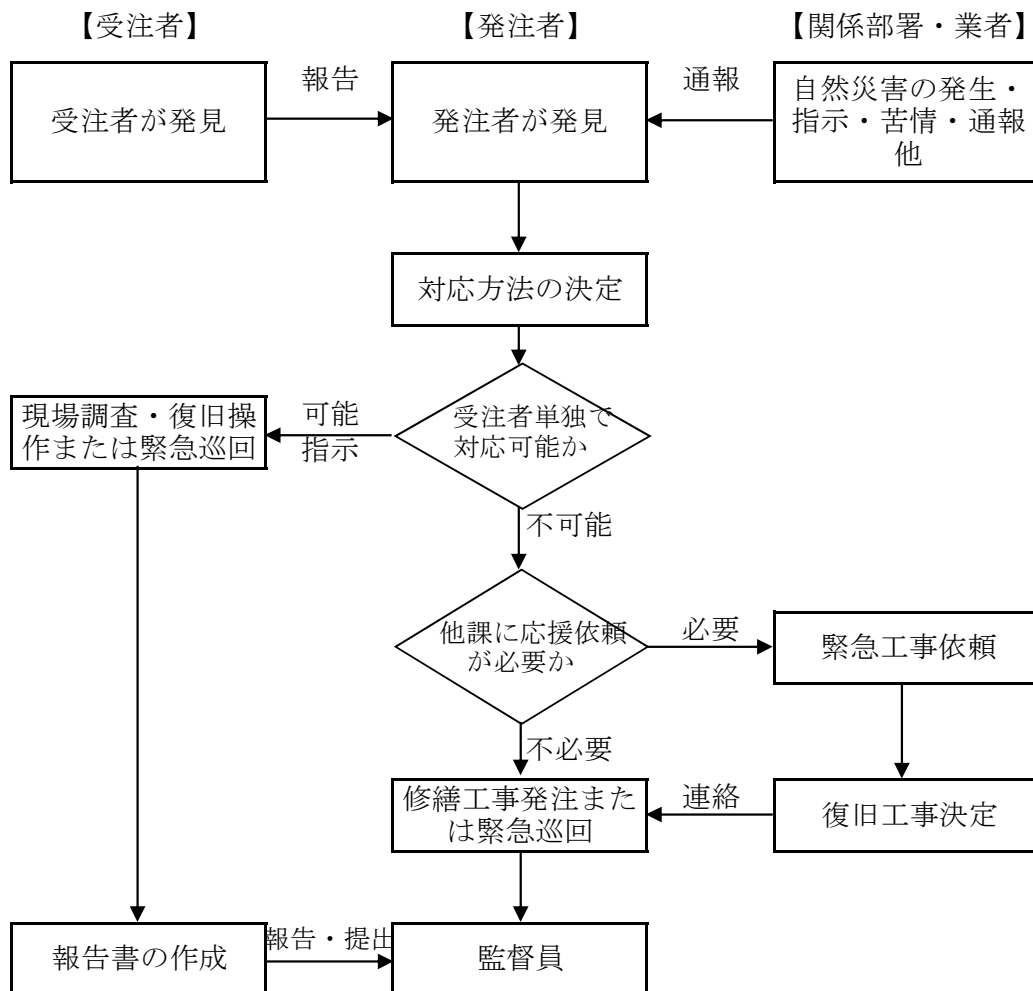 【受注者】
【発注者】
【関係部署・業者】
受注者が発見
報告
発注者が発見
通報
自然災害の発生・
指示・苦情・通報
他
対応方法の決定
受注者単独で
対応可能か
可能
指示
現場調査・復旧操
作または緊急巡回
不可能
他課に応援依頼
が必要か
必要
緊急工事依頼
不必要
修繕工事発注また
は緊急巡回
連絡
復旧工事決定
報告書の作成
報告・提出
監督員